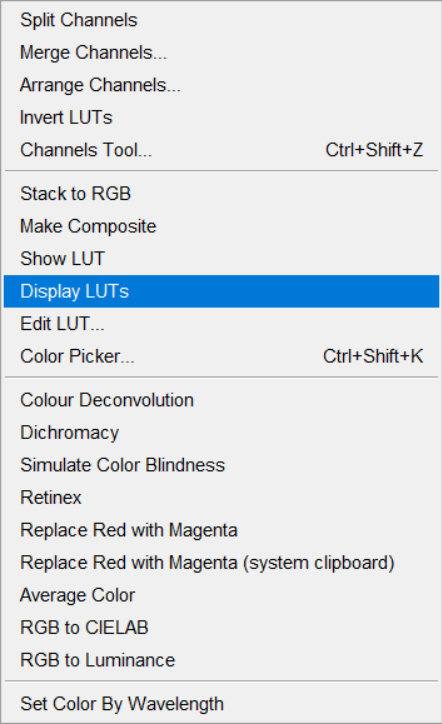 Split Channels
Merge Channels...
Arrange Channels...
Invert LUTs
Channels Tool... Ctrl+Shift+Z
Stack to RGB
Make Composite
Show LUT
Display LUTs
Edit LUT...
Color Picker... Ctrl+Shift+K
Colour Deconvolution
Dichromacy
Simulate Color Blindness
Retinex
Replace Red with Magenta
Replace Red with Magenta (system clipboard)
Average Color
RGB to CIELAB
RGB to Luminance
Set Color By Wavelength